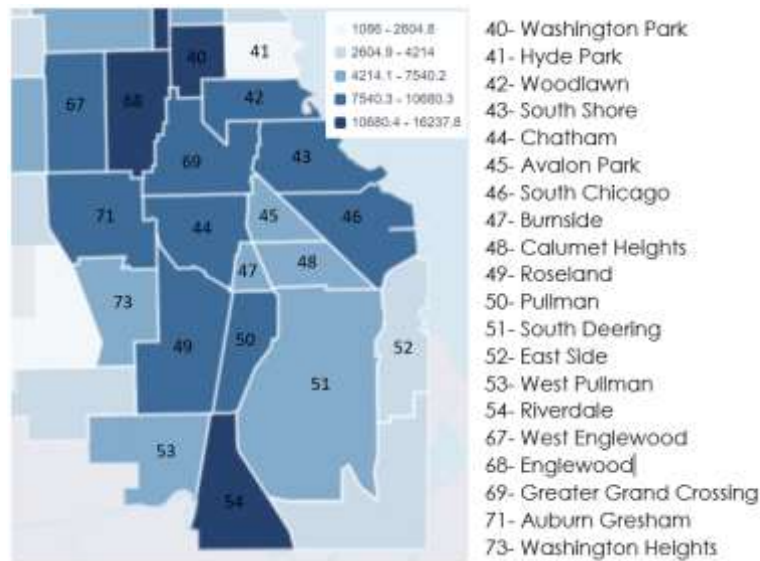 1086 - 2604.8
2604.9 - 4214
4214.1 - 7540.2
7540.3 - 10680.3
10680.4 - 16237.8
40
41
67
68
42
69
43
71
44
45
46
47
48
73
49
50
51
52
53
54
40- Washington Park
41- Hyde Park
42- Woodlawn
43- South Shore
44- Chatham
45- Avalon Park
46- South Chicago
47- Burnside
48- Calumet Heights
49- Roseland
50- Pullman
51- South Deering
52- East Side
53- West Pullman
54- Riverdale
67- West Englewood
68- Englewood
69- Greater Grand Crossing
71- Auburn Gresham
73- Washington Heights